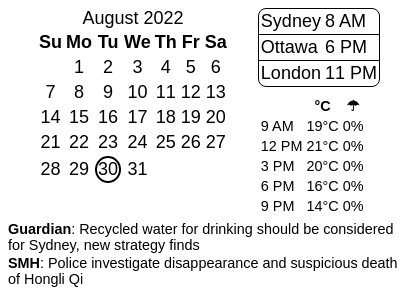 August 2022
Su Mo Tu We Th Fr Sa
1 2 3 4 5 6
7 8 9 10 11 12 13
14 15 16 17 18 19 20
21 22 23 24 25 26 27
28 29 30 31
Sydney 8 AM
Ottawa 6 PM
London 11 PM
°C ☂
9 AM 19°C 0%
12 PM 21°C 0%
3 PM 20°C 0%
6 PM 16°C 0%
9 PM 14°C 0%
Guardian: Recycled water for drinking should be considered
for Sydney, new strategy finds
SMH: Police investigate disappearance and suspicious death
of Hongli Qi